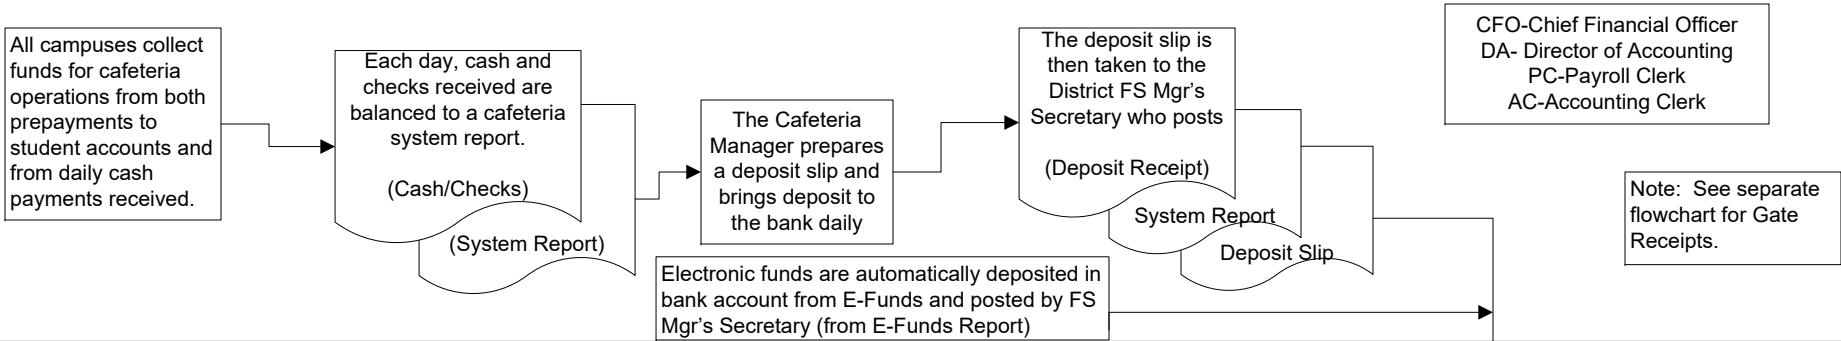 All campuses collect
funds for cafeteria
operations from both
prepayments to
student accounts and
from daily cash
payments received.
Each day, cash and
checks received are
balanced to a cafeteria
system report.
(Cash/Checks)
(System Report)
The Cafeteria
Manager prepares
a deposit slip and
brings deposit to
the bank daily
The deposit slip is
then taken to the
District FS Mgr's
Secretary who posts
(Deposit Receipt)
System Report
Deposit Slip
Electronic funds are automatically deposited in
bank account from E-Funds and posted by FS
Mgr's Secretary (from E-Funds Report)
CFO-Chief Financial Officer
DA- Director of Accounting
PC-Payroll Clerk
AC-Accounting Clerk
Note:  See separate
flowchart for Gate
Receipts.